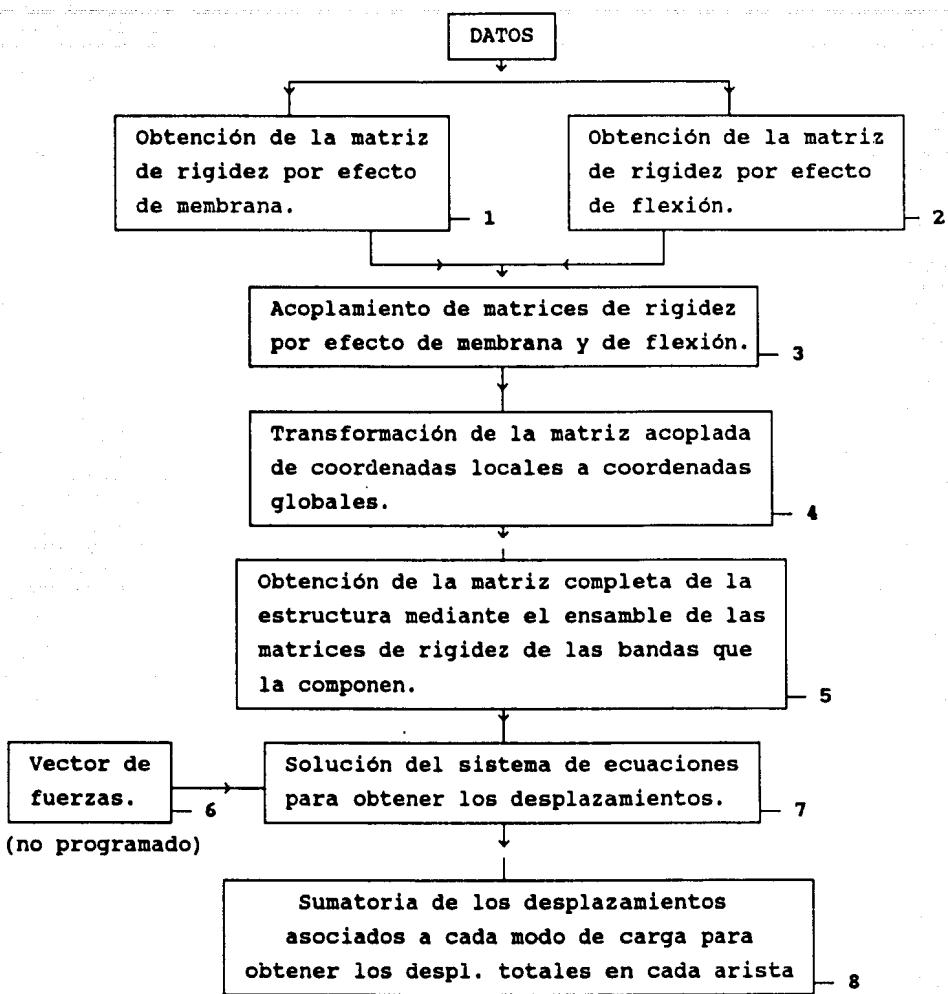 DATOS
Obtención de la matriz
de rigidez por efecto
de membrana.
1
Obtención de la matriz
de rigidez por efecto
de flexión.
2
Acoplamiento de matrices de rigidez
por efecto de membrana y de flexión.
3
Transformación de la matriz acoplada
de coordenadas locales a coordenadas
globales.
4
Obtención de la matriz completa de la
estructura mediante el ensamble de las
matrices de rigidez de las bandas que
la componen.
5
Vector de
fuerzas.
6
(no programado)
Solución del sistema de ecuaciones
para obtener los desplazamientos.
7
Sumatoria de los desplazamientos
asociados a cada modo de carga para
obtener los despl. totales en cada arista
8